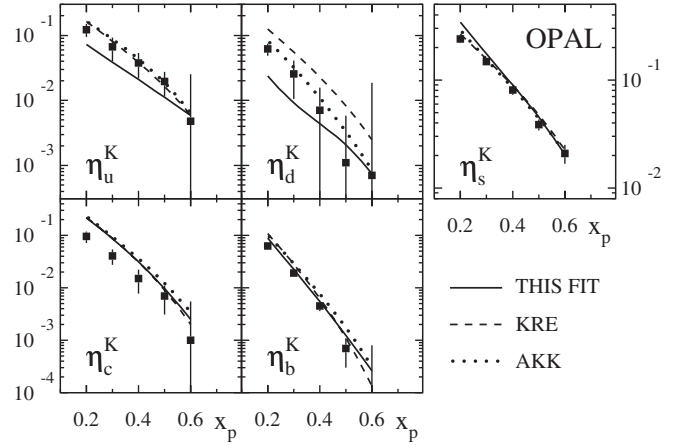 10^-1
10^-2
10^-3
η_u^K
η_d^K
OPAL
η_s^K
10^-1
10^-2
0.2 0.4 0.6 x_p
10^-1
10^-2
10^-3
10^-4
η_c^K
η_b^K
THIS FIT
KRE
AKK
0.2 0.4 0.6 x_p
0.2 0.4 0.6 x_p